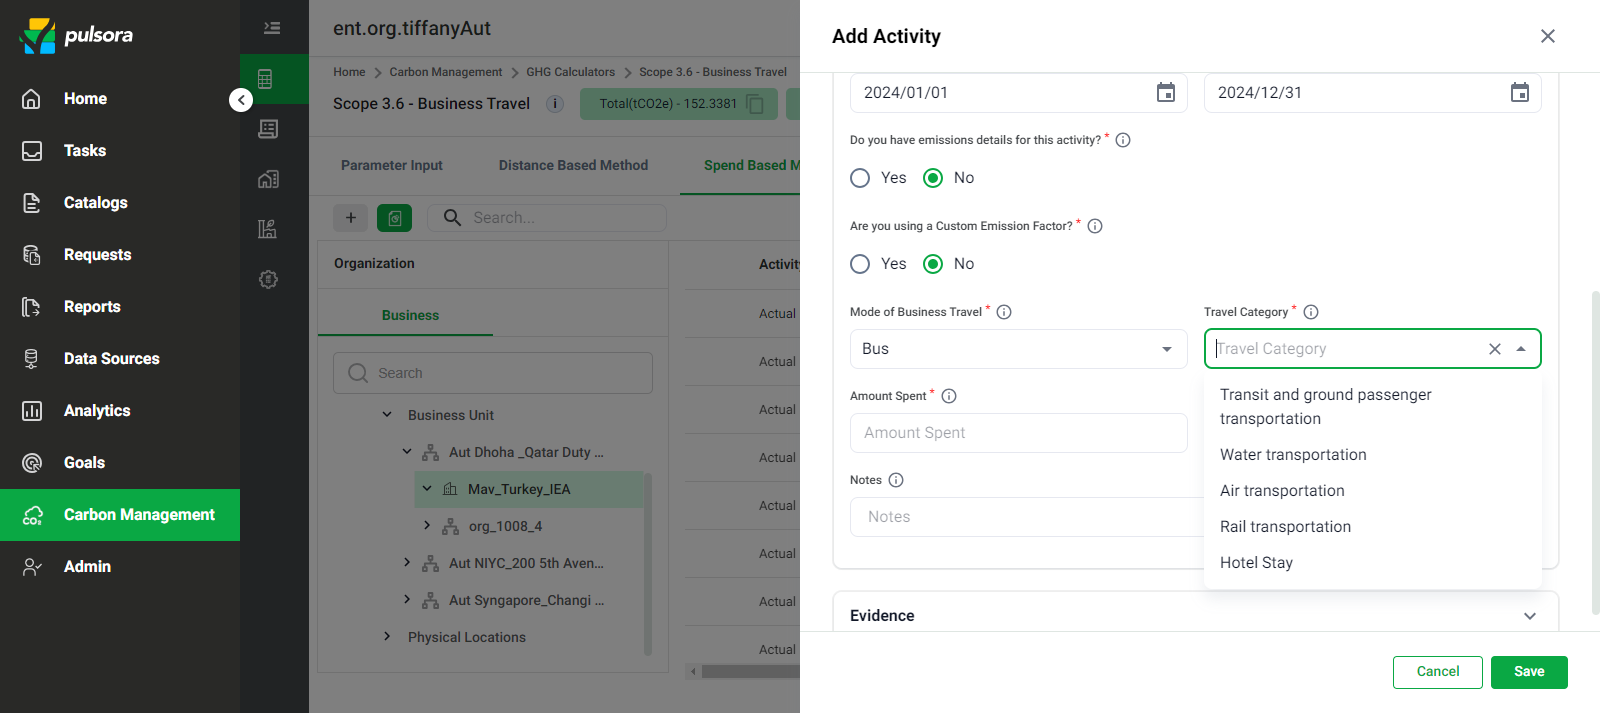 pulsora
Home
Tasks
Catalogs
Requests
Reports
Data Sources
Analytics
Goals
Carbon Management
Admin
ent.org.tiffanyAut
Home > Carbon Management > GHG Calculators > Scope 3.6 - Business Travel
Scope 3.6 - Business Travel i Total(tCO2e) - 152.3381
Parameter Input Distance Based Method Spend Based M
+ Search...
Organization
Business
Search
Business Unit
Aut Dhoha _Qatar Duty ...
Mav_Turkey_IEA
org_1008_4
Aut NIYC_200 5th Aven...
Aut Syngapore_Changi ...
Physical Locations
Activity
Actual
Actual
Actual
Actual
Actual
Actual
Actual
Actual
Add Activity
2024/01/01 2024/12/31
Do you have emissions details for this activity? *
Yes No
Are you using a Custom Emission Factor? *
Yes No
Mode of Business Travel * Travel Category *
Bus Travel Category
Transit and ground passenger
transportation
Water transportation
Air transportation
Rail transportation
Hotel Stay
Amount Spent *
Amount Spent
Notes
Notes
Evidence
Cancel Save